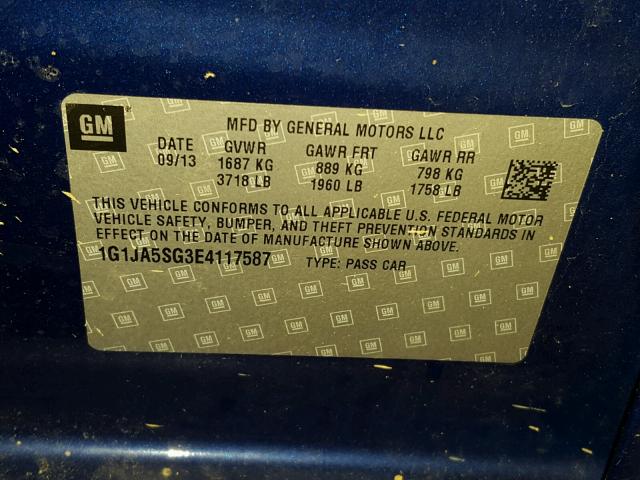 GM
MFD BY GENERAL MOTORS LLC
DATE GVWR GAWR FRT GAWR RR
09/13 1687 KG 889 KG 798 KG
3718 LB 1960 LB 1758 LB
THIS VEHICLE CONFORMS TO ALL APPLICABLE U.S. FEDERAL MOTOR
VEHICLE SAFETY, BUMPER, AND THEFT PREVENTION STANDARDS IN
EFFECT ON THE DATE OF MANUFACTURE SHOWN ABOVE.
1G1JA5SG3E4117587 TYPE: PASS CAR